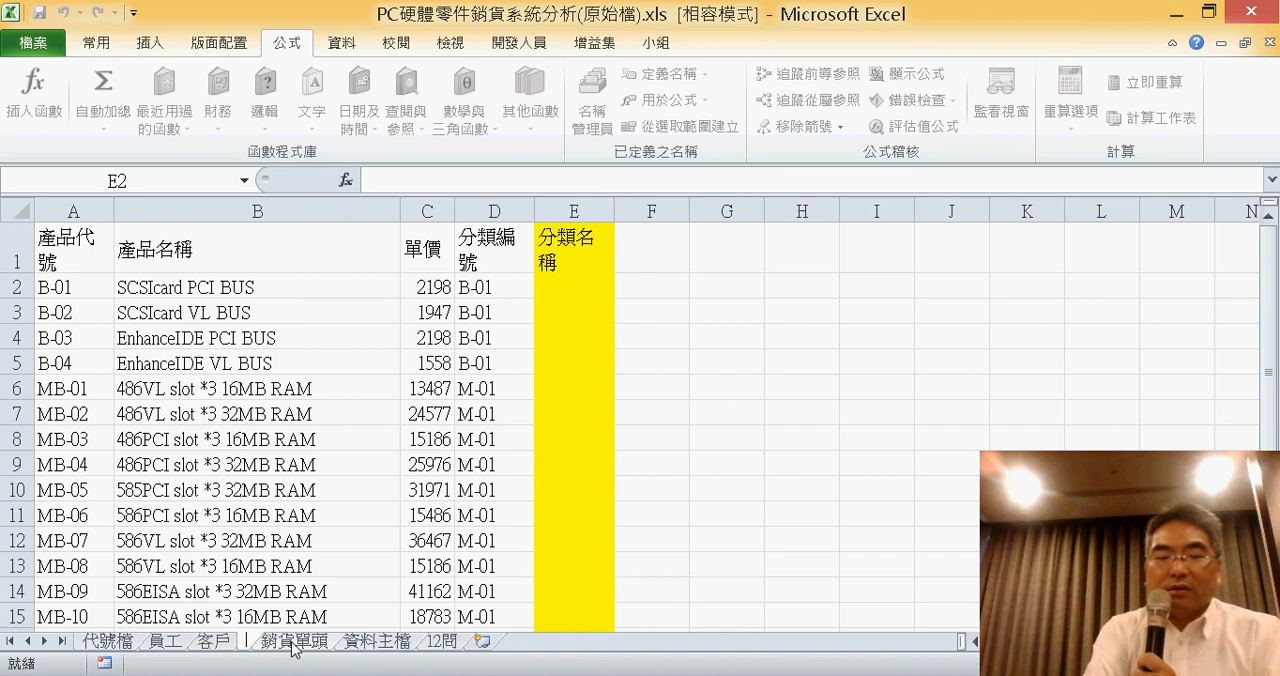 PC硬體零件銷貨系統分析(原始檔).xls [相容模式] - Microsoft Excel
檔案 常用 插入 版面配置 公式 資料 校閱 檢視 開發人員 增益集 小組
插入函數 自動加總 最近用過的函數 財務 邏輯 文字 日期及時間 查閱與參照 數學與三角函數 其他函數
函數程式庫
名稱管理員 定義名稱 用於公式 從選取範圍建立
已定義之名稱
追蹤前導參照 追蹤從屬參照 移除箭號 顯示公式 錯誤檢查 評估值公式 監看視窗
公式稽核
重算選項 立即重算 計算工作表
計算
E2 fx
A B C D E F G H I J K L M N
1 產品代號 產品名稱 單價 分類編號 分類名稱
2 B-01 SCSIcard PCI BUS 2198 B-01
3 B-02 SCSIcard VL BUS 1947 B-01
4 B-03 EnhanceIDE PCI BUS 2198 B-01
5 B-04 EnhanceIDE VL BUS 1558 B-01
6 MB-01 486VL slot *3 16MB RAM 13487 M-01
7 MB-02 486VL slot *3 32MB RAM 24577 M-01
8 MB-03 486PCI slot *3 16MB RAM 15186 M-01
9 MB-04 486PCI slot *3 32MB RAM 25976 M-01
10 MB-05 585PCI slot *3 32MB RAM 31971 M-01
11 MB-06 586PCI slot *3 16MB RAM 15486 M-01
12 MB-07 586VL slot *3 32MB RAM 36467 M-01
13 MB-08 586VL slot *3 16MB RAM 15186 M-01
14 MB-09 586EISA slot *3 32MB RAM 41162 M-01
15 MB-10 586EISA slot *3 16MB RAM 18783 M-01
代號檔 員工 客戶 銷貨單頭 資料主檔 12問
就緒